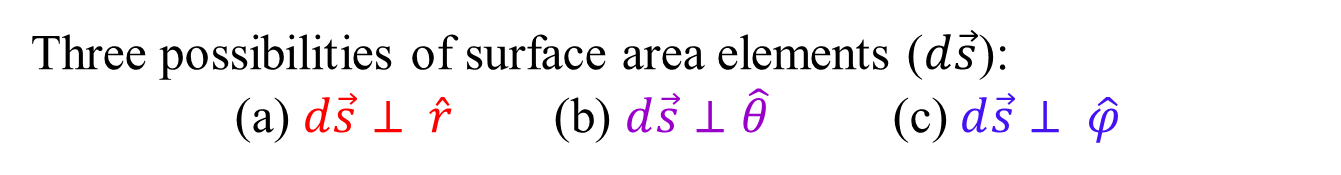 Three possibilities of surface area elements (𝑑𝑠⃗):
(a) 𝑑𝑠⃗ ⊥ 𝑟̂ (b) 𝑑𝑠⃗ ⊥ 𝜃̂ (c) 𝑑𝑠⃗ ⊥ 𝜑̂